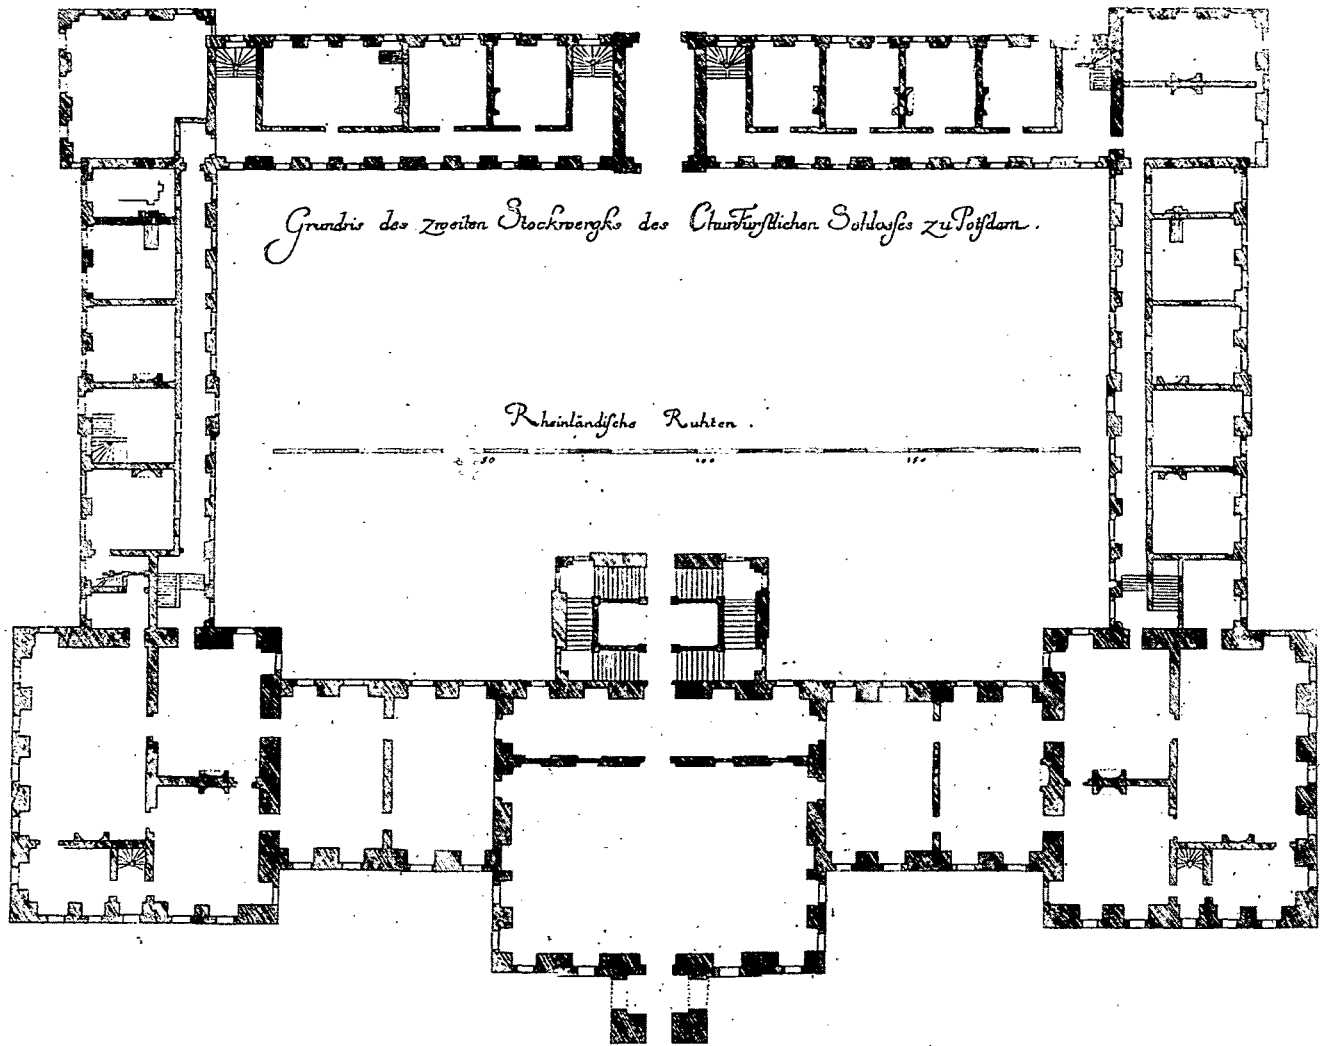 Grundris des zweiten Stockwergks des ChurFürstlichen Schlosses zu Potsdam.
Rheinländische Ruhten.
50 100 150